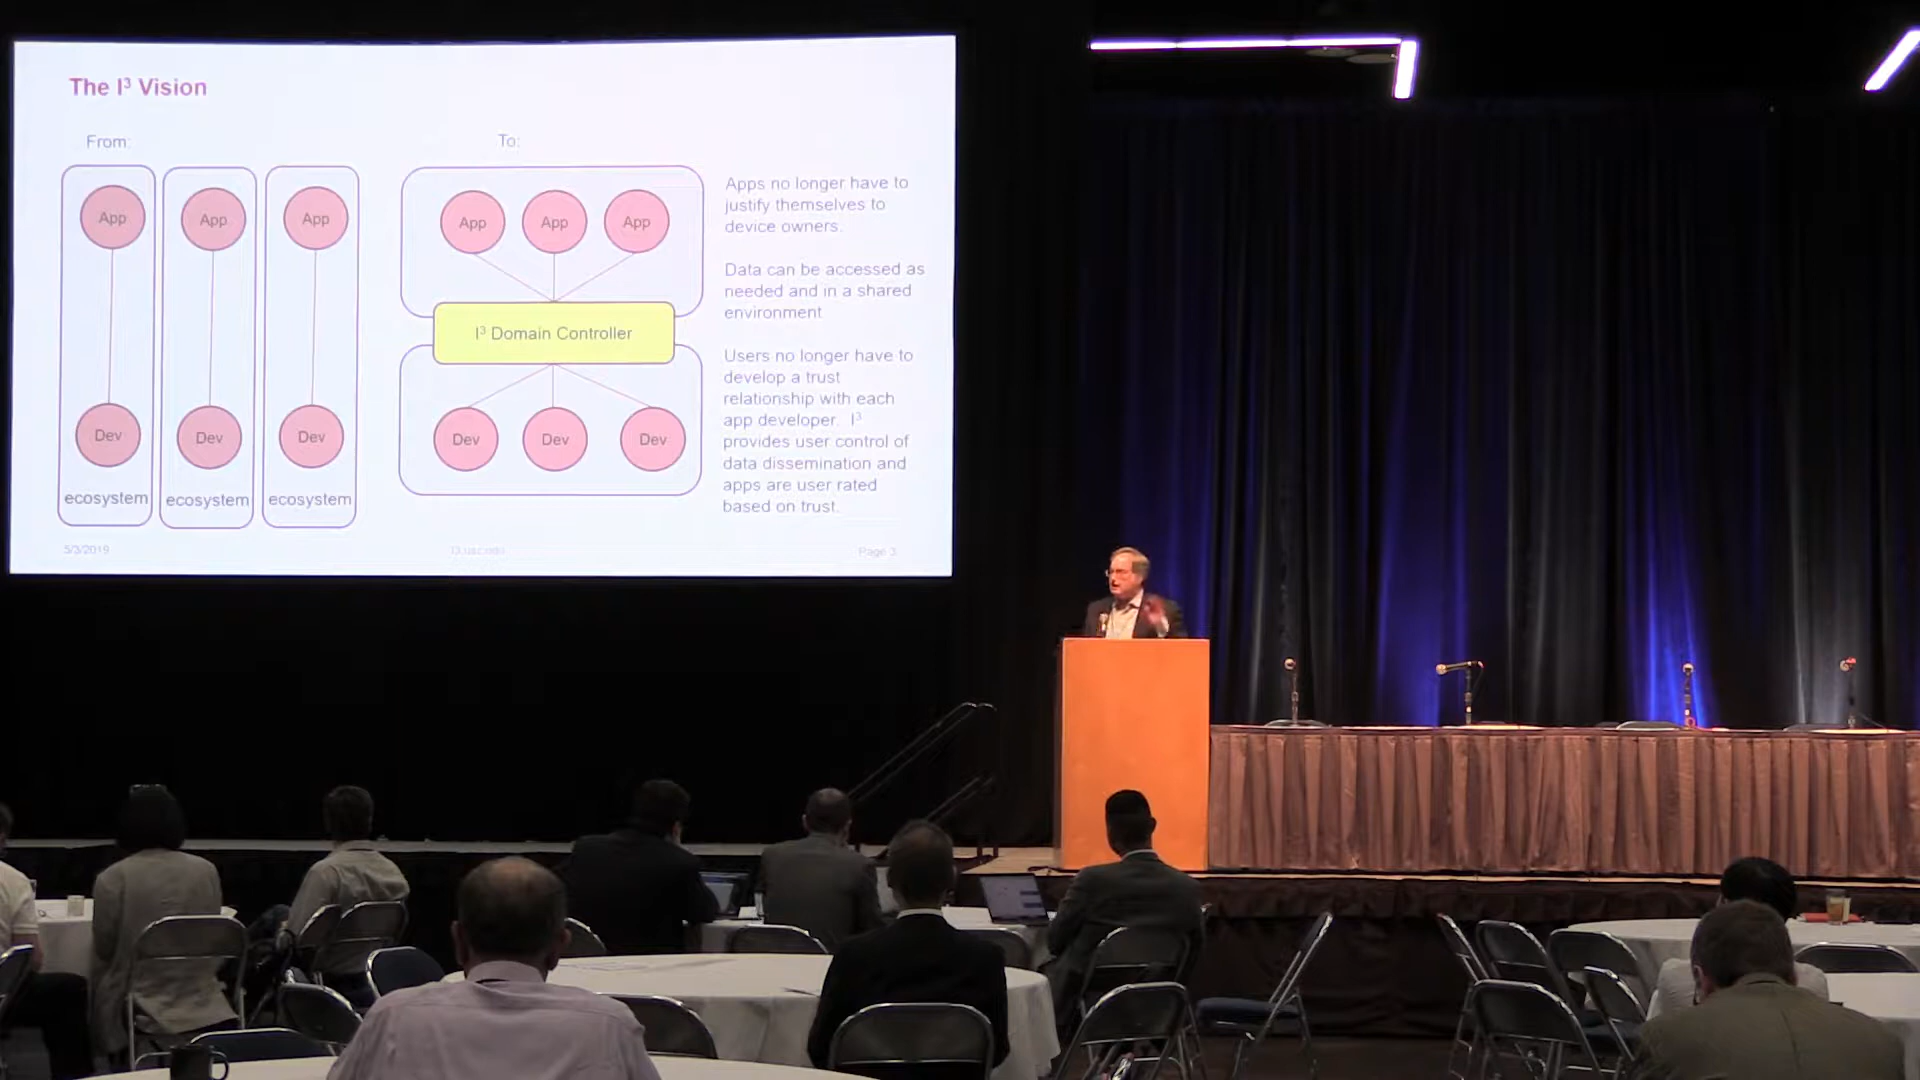 The I³ Vision
From:
To:
App
App
App
Dev
Dev
Dev
ecosystem
ecosystem
ecosystem
App
App
App
I³ Domain Controller
Dev
Dev
Dev
Apps no longer have to
justify themselves to
device owners.
Data can be accessed as
needed and in a shared
environment
Users no longer have to
develop a trust
relationship with each
app developer. I³
provides user control of
data dissemination and
apps are user rated
based on trust.
5/3/2019
I3.usc.edu
Page 3